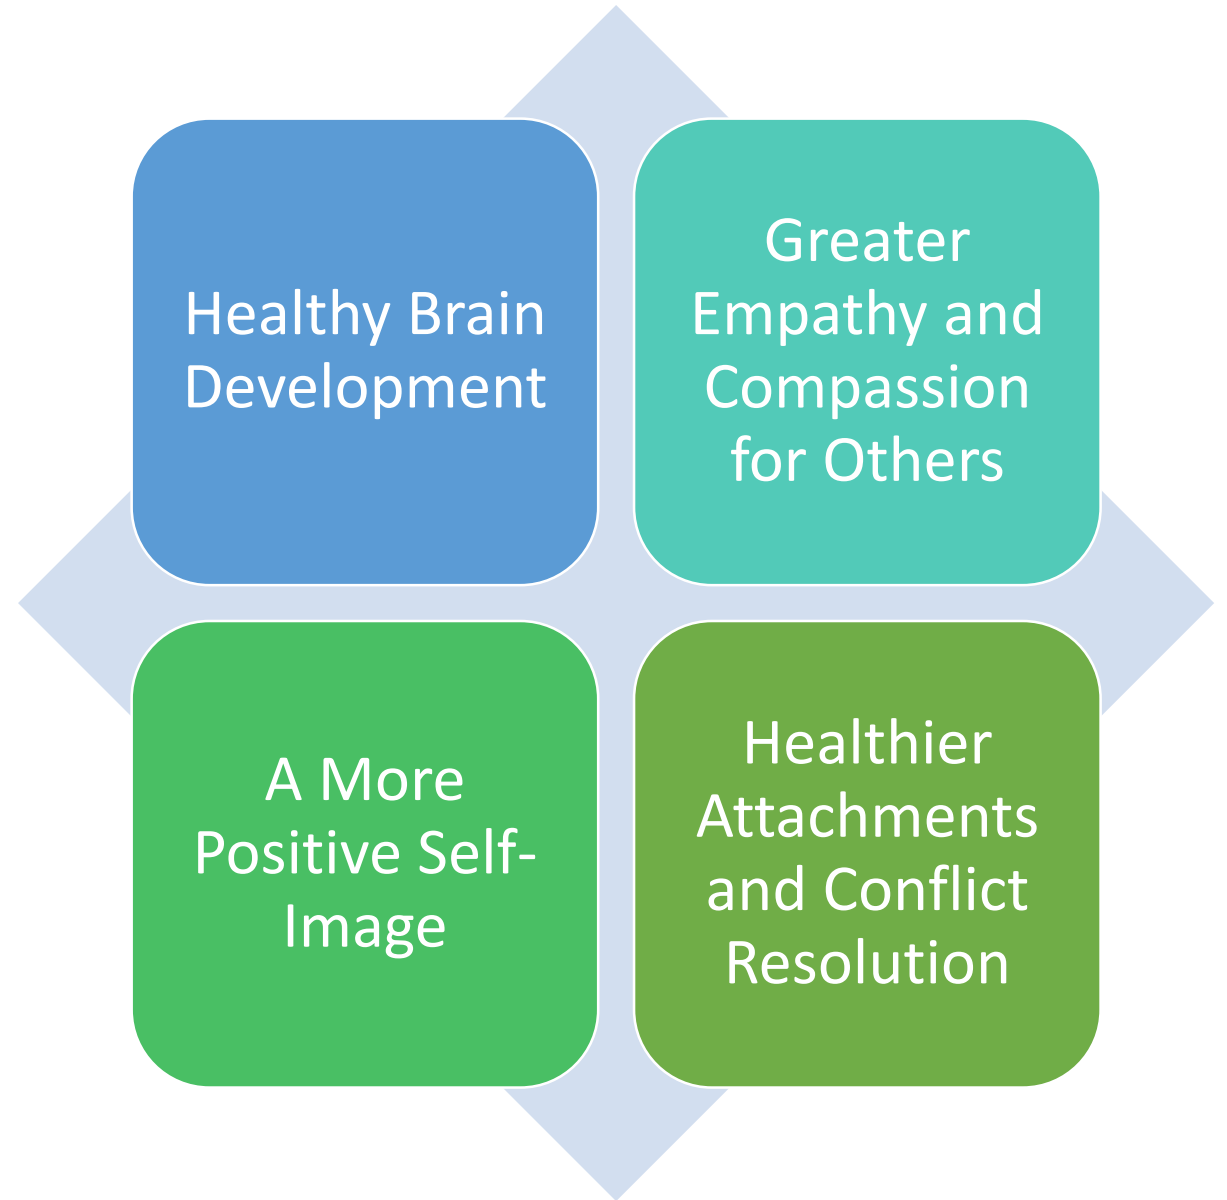 Healthy Brain
Development
Greater
Empathy and
Compassion
for Others
A More
Positive Self-
Image
Healthier
Attachments
and Conflict
Resolution